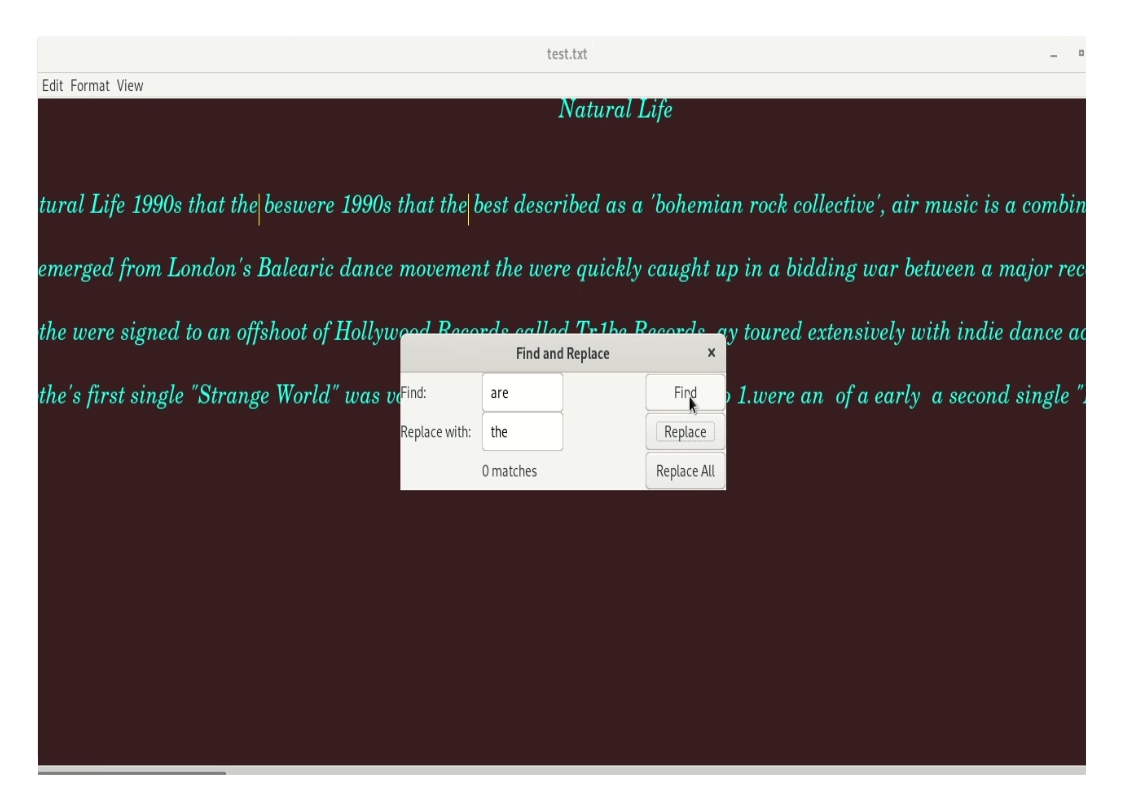 test.txt
Edit Format View
Natural Life
tural Life 1990s that the beswere 1990s that the best described as a 'bohemian rock collective', air music is a combin
emerged from London's Balearic dance movement the were quickly caught up in a bidding war between a major rec
the were signed to an offshoot of Hollywood Records called Tr1be Records ay toured extensively with indie dance ac
the's first single "Strange World" was v 1.were an of a early a second single "
Find and Replace
Find: are Find
Replace with: the Replace
0 matches Replace All